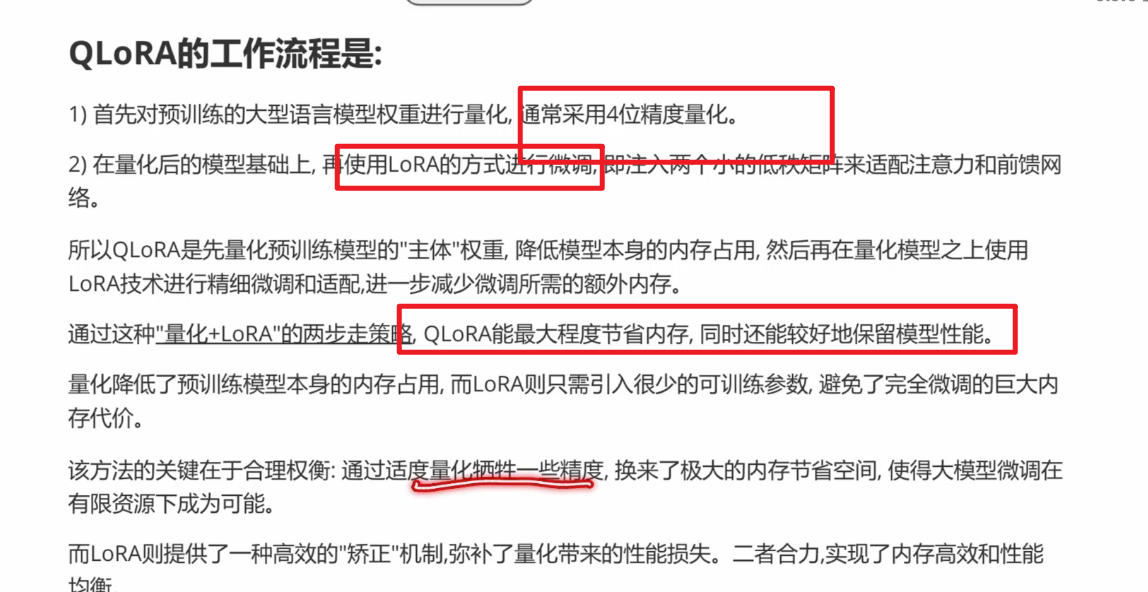 QLoRA的工作流程是:
1) 首先对预训练的大型语言模型权重进行量化, 通常采用4位精度量化。
2) 在量化后的模型基础上, 再使用LoRA的方式进行微调, 即注入两个小的低秩矩阵来适配注意力和前馈网
络。
所以QLoRA是先量化预训练模型的"主体"权重, 降低模型本身的内存占用, 然后再在量化模型之上使用
LoRA技术进行精细微调和适配,进一步减少微调所需的额外内存。
通过这种"量化+LoRA"的两步走策略, QLoRA能最大程度节省内存, 同时还能较好地保留模型性能。
量化降低了预训练模型本身的内存占用, 而LoRA则只需引入很少的可训练参数, 避免了完全微调的巨大内
存代价。
该方法的关键在于合理权衡: 通过适度量化牺牲一些精度, 换来了极大的内存节省空间, 使得大模型微调在
有限资源下成为可能。
而LoRA则提供了一种高效的"矫正"机制,弥补了量化带来的性能损失。二者合力,实现了内存高效和性能
均衡。